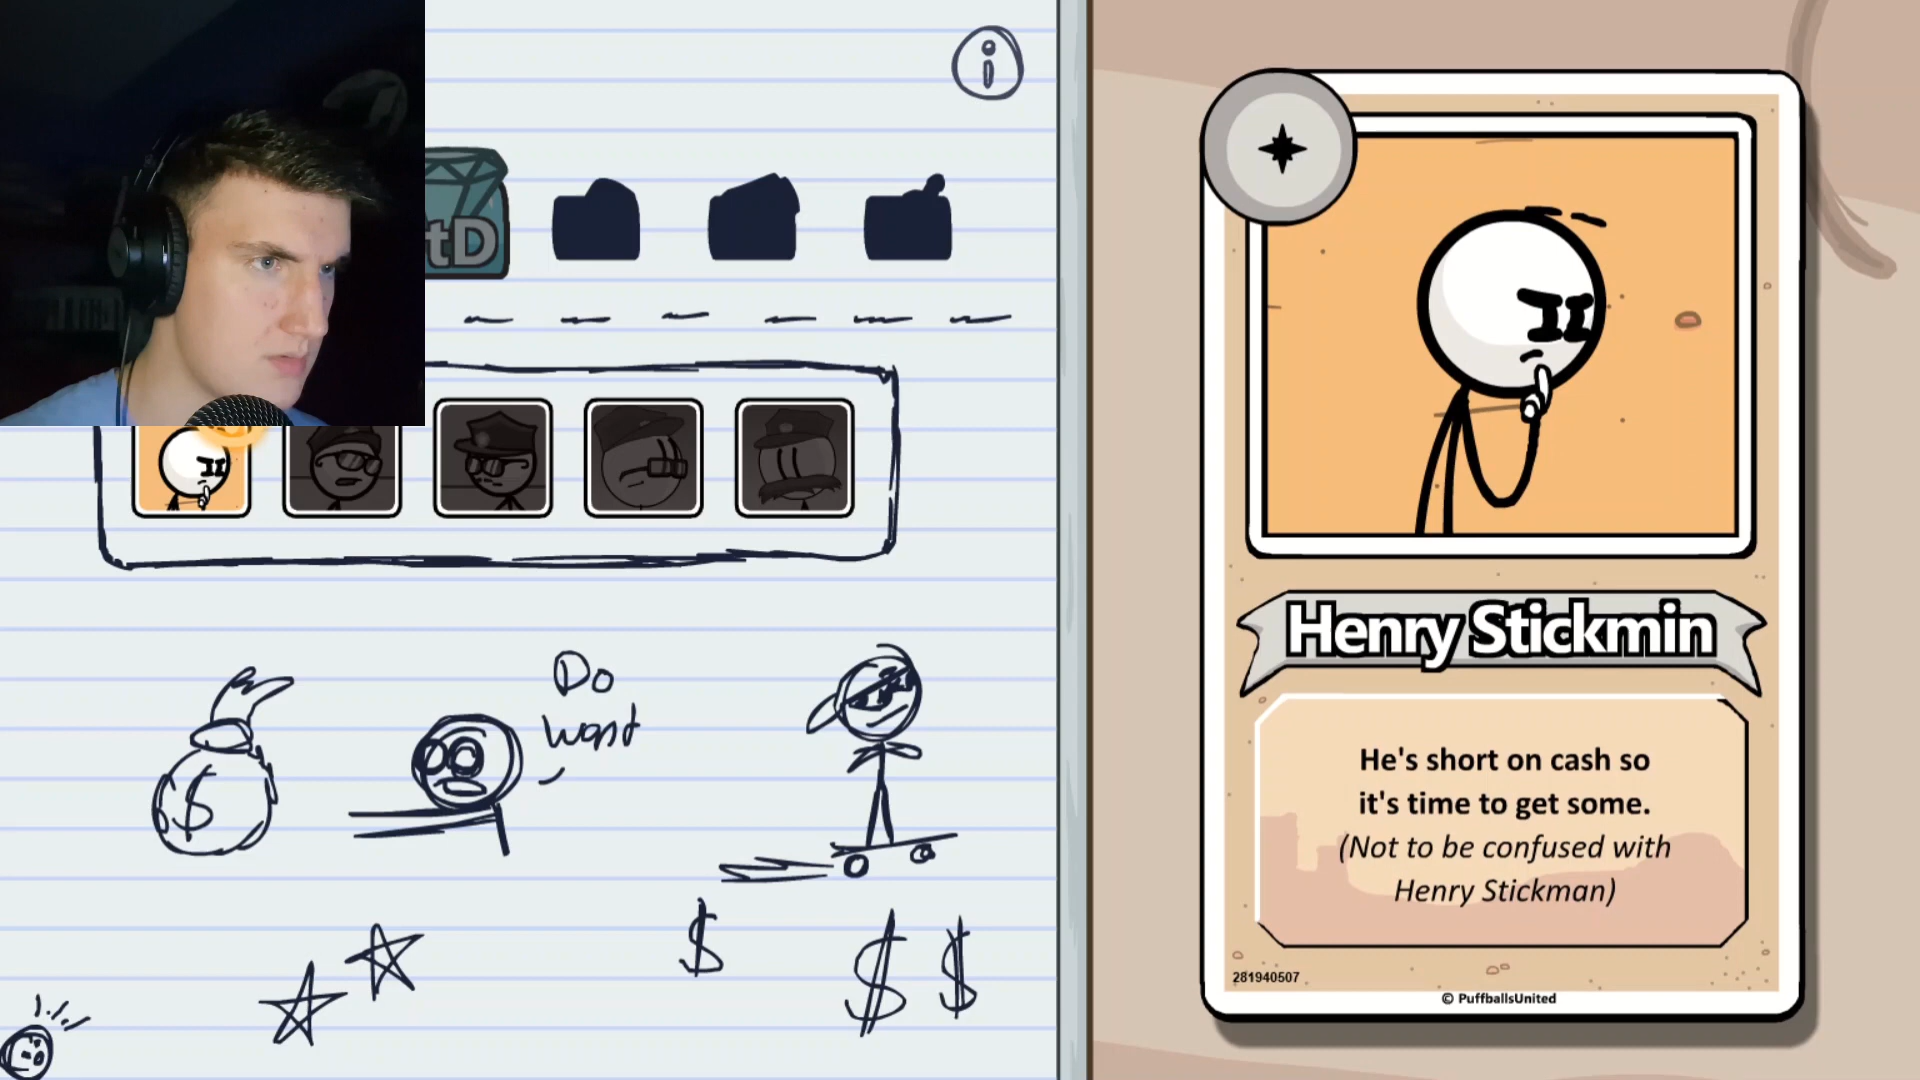 i
tD
Do
want
$
$
$ $
Henry Stickmin
He's short on cash so
it's time to get some.
(Not to be confused with
Henry Stickman)
281940507
© PuffballsUnited